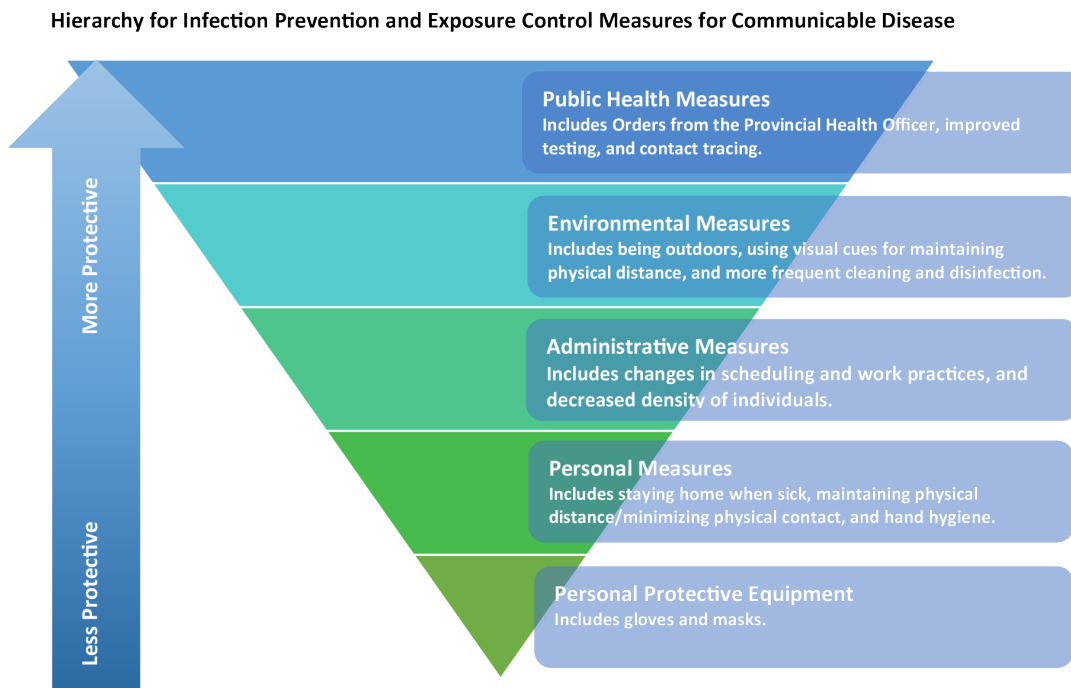 Hierarchy for Infection Prevention and Exposure Control Measures for Communicable Disease
Public Health Measures
Includes Orders from the Provincial Health Officer, improved
testing, and contact tracing.
Environmental Measures
Includes being outdoors, using visual cues for maintaining
physical distance, and more frequent cleaning and disinfection.
Administrative Measures
Includes changes in scheduling and work practices, and
decreased density of individuals.
Personal Measures
Includes staying home when sick, maintaining physical
distance/minimizing physical contact, and hand hygiene.
Personal Protective Equipment
Includes gloves and masks.
More Protective
Less Protective